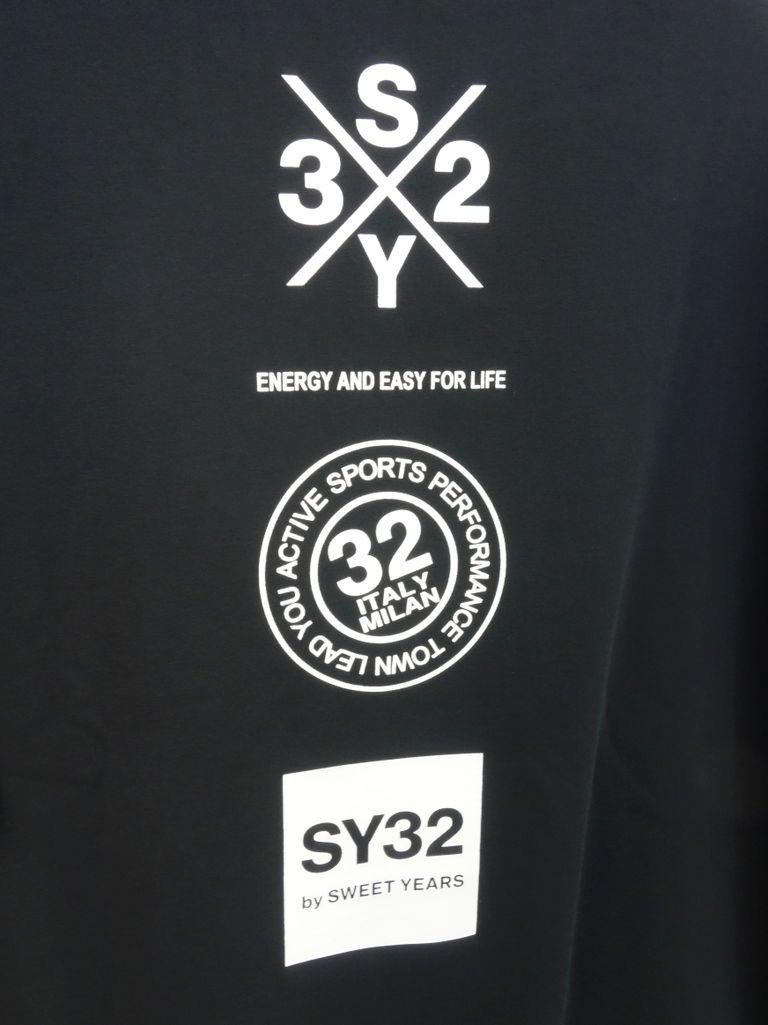 S
3 2
Y
ENERGY AND EASY FOR LIFE
ACTIVE SPORTS PERFORMANCE TOWN LEAD YOU
32
ITALY
MILAN
SY32
by SWEET YEARS